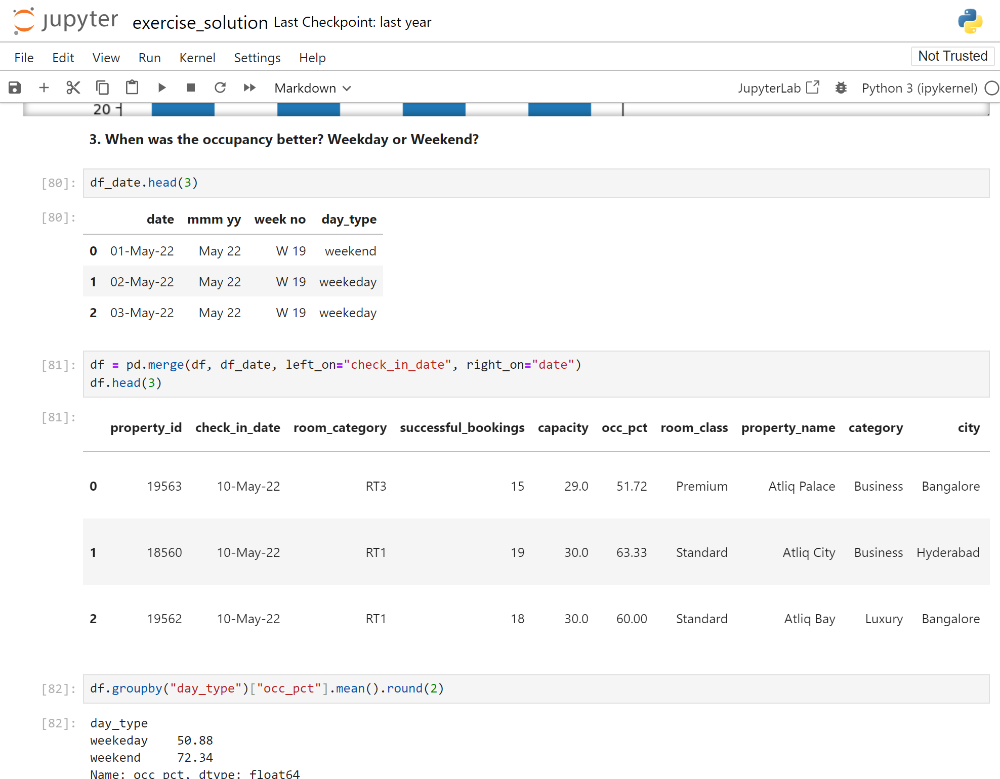 jupyter exercise_solution Last Checkpoint: last year
File Edit View Run Kernel Settings Help Not Trusted
Markdown JupyterLab Python 3 (ipykernel)
20
3. When was the occupancy better? Weekday or Weekend?
[80]: df_date.head(3)
[80]: date mmm yy week no day_type
0 01-May-22 May 22 W 19 weekend
1 02-May-22 May 22 W 19 weekeday
2 03-May-22 May 22 W 19 weekeday
[81]: df = pd.merge(df, df_date, left_on="check_in_date", right_on="date")
df.head(3)
[81]: property_id check_in_date room_category successful_bookings capacity occ_pct room_class property_name category city
0 19563 10-May-22 RT3 15 29.0 51.72 Premium Atliq Palace Business Bangalore
1 18560 10-May-22 RT1 19 30.0 63.33 Standard Atliq City Business Hyderabad
2 19562 10-May-22 RT1 18 30.0 60.00 Standard Atliq Bay Luxury Bangalore
[82]: df.groupby("day_type")["occ_pct"].mean().round(2)
[82]: day_type
weekeday 50.88
weekend 72.34
Name: occ_pct, dtype: float64